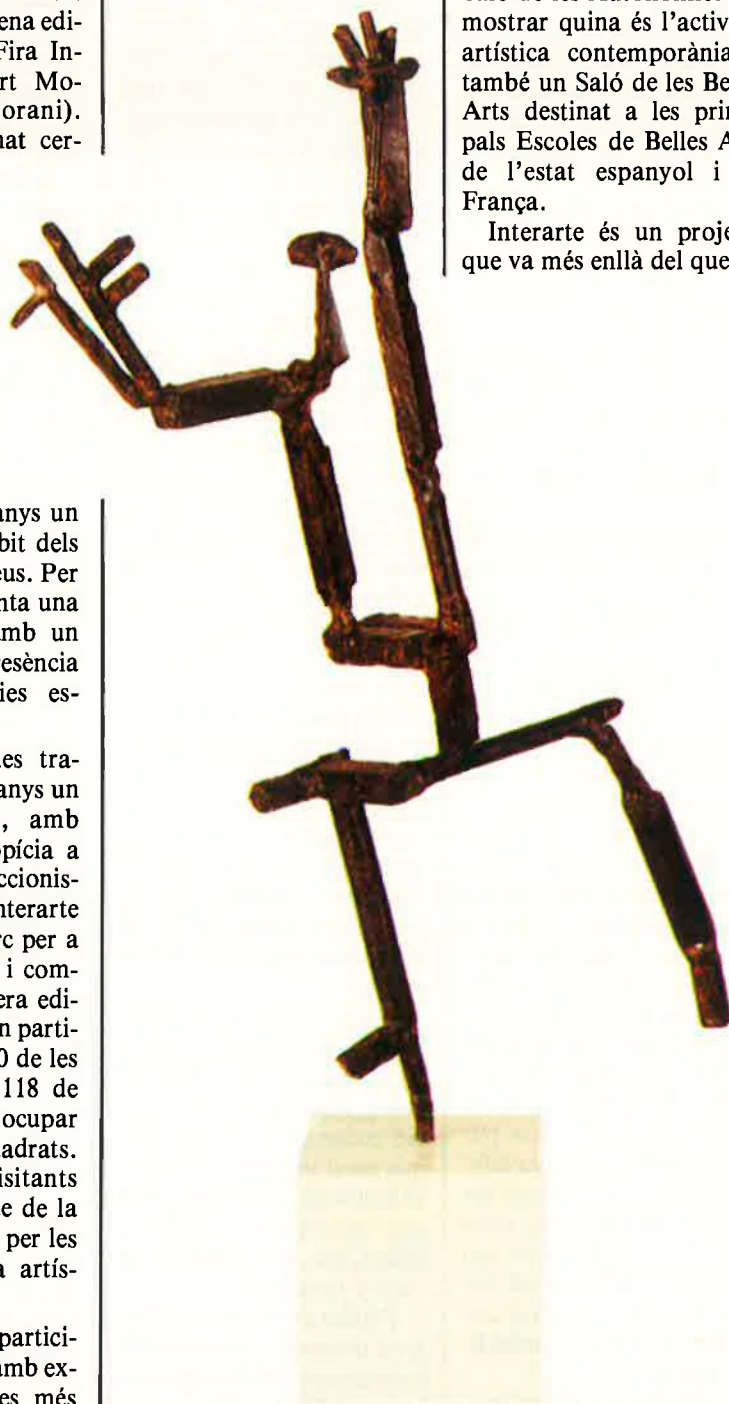 ena edi-
Fira In-
rt Mo-
orani).
nat cer-
anys un
bit dels
eus. Per
nta una
amb un
resència
ies es-
les tra-
anys un
, amb
pícia a
ccionis-
nterarte
rc per a
i com-
era edi-
n parti-
0 de les
118 de
ocupar
adrats.
isitants
e de la
per les
a artís-
partici-
amb ex-
es més
mostrar quina és l'activ
artística contemporània
també un Saló de les Be
Arts destinat a les prin
pals Escoles de Belles A
de l'estat espanyol i
França.
Interarte és un proje
que va més enllà del que